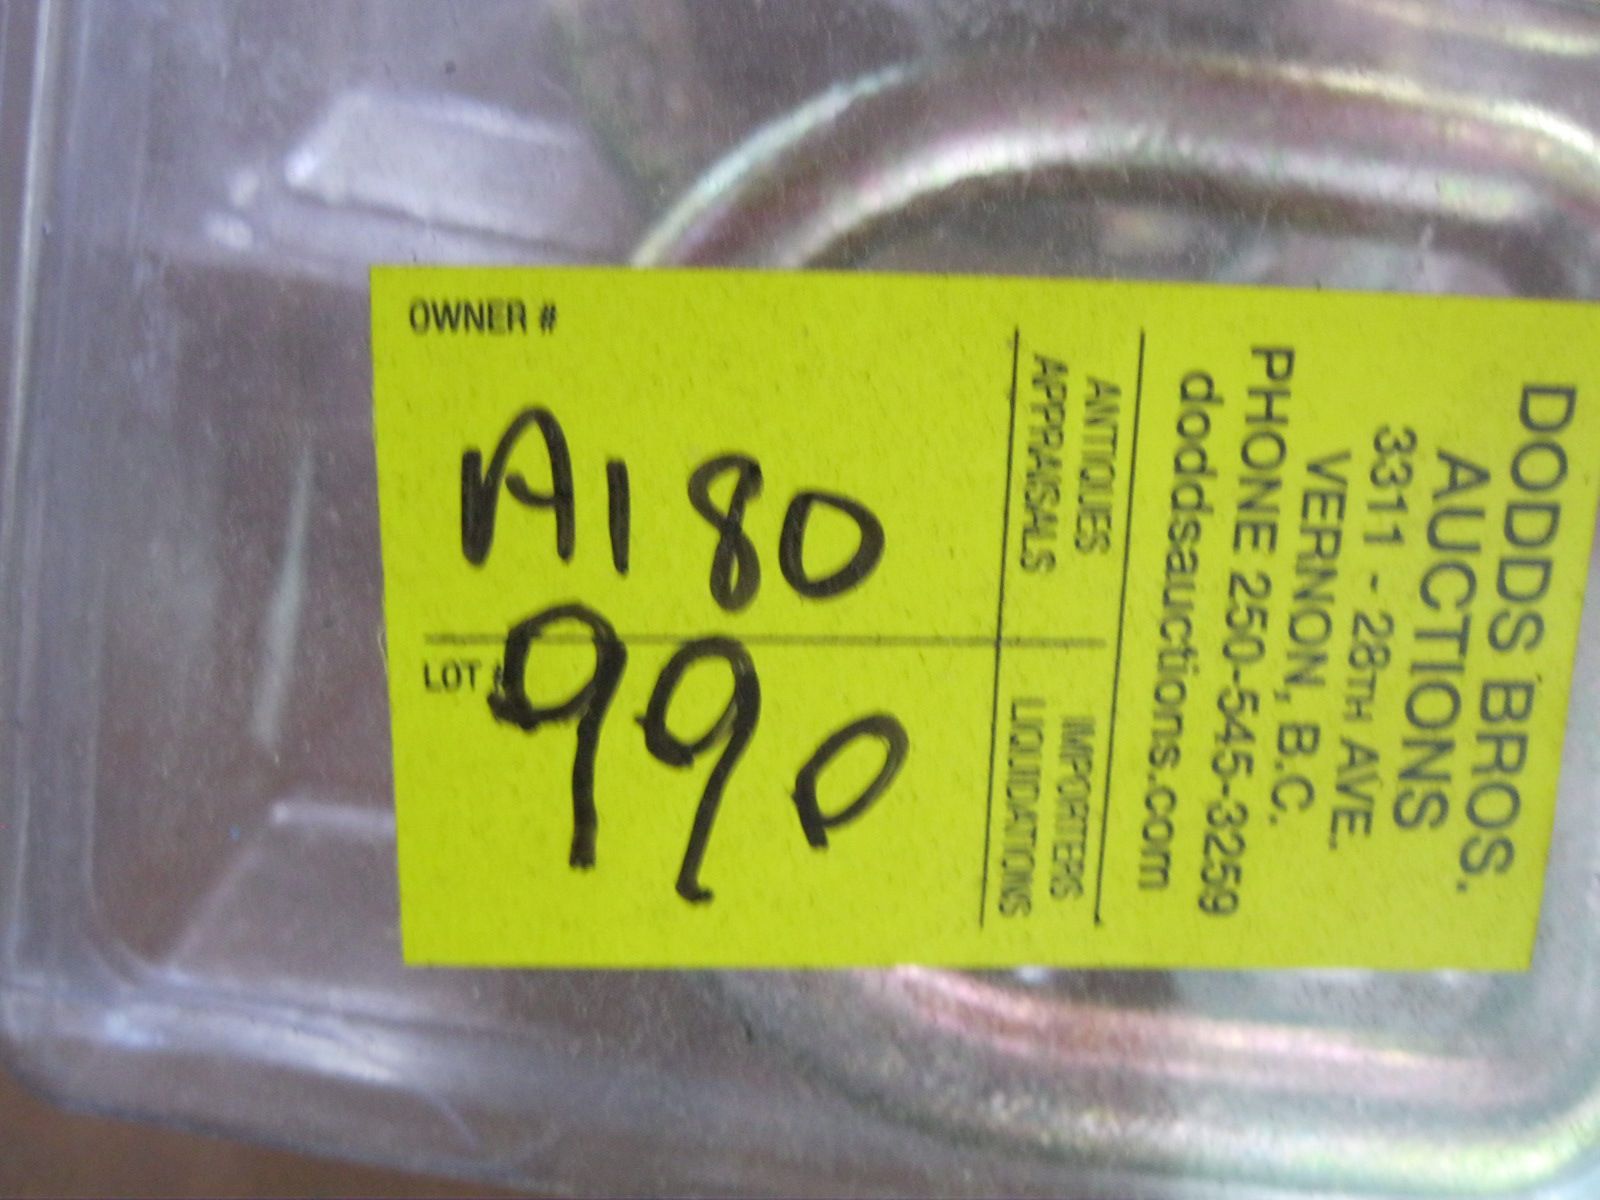 DODDS BROS.
AUCTIONS
3311 - 28TH AVE.
VERNON, B.C.
PHONE 250-545-3259
doddsauctions.com
ANTIQUES IMPORTERS
APPRAISALS LIQUIDATIONS
OWNER #
A180
LOT #
990